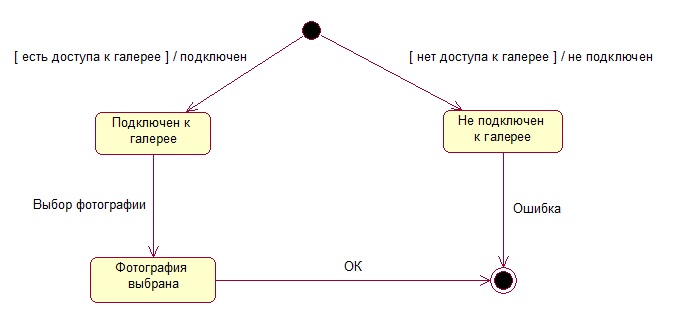 [ есть доступа к галерее ] / подключен
[ нет доступа к галерее ] / не подключен
Подключен к
галерее
Не подключен
к галерее
Выбор фотографии
Ошибка
Фотография
выбрана
ОК